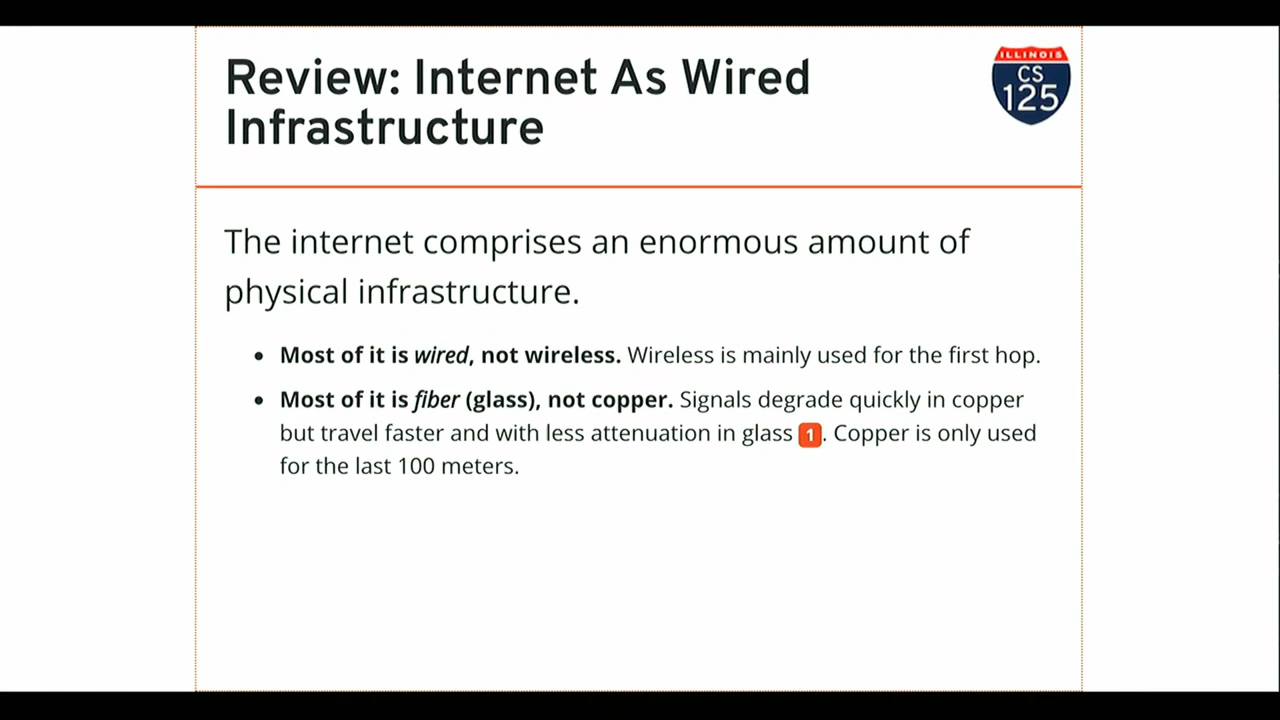 Review: Internet As Wired
Infrastructure
ILLINOIS
CS
125
The internet comprises an enormous amount of
physical infrastructure.
• Most of it is wired, not wireless. Wireless is mainly used for the first hop.
• Most of it is fiber (glass), not copper. Signals degrade quickly in copper
but travel faster and with less attenuation in glass 1. Copper is only used
for the last 100 meters.